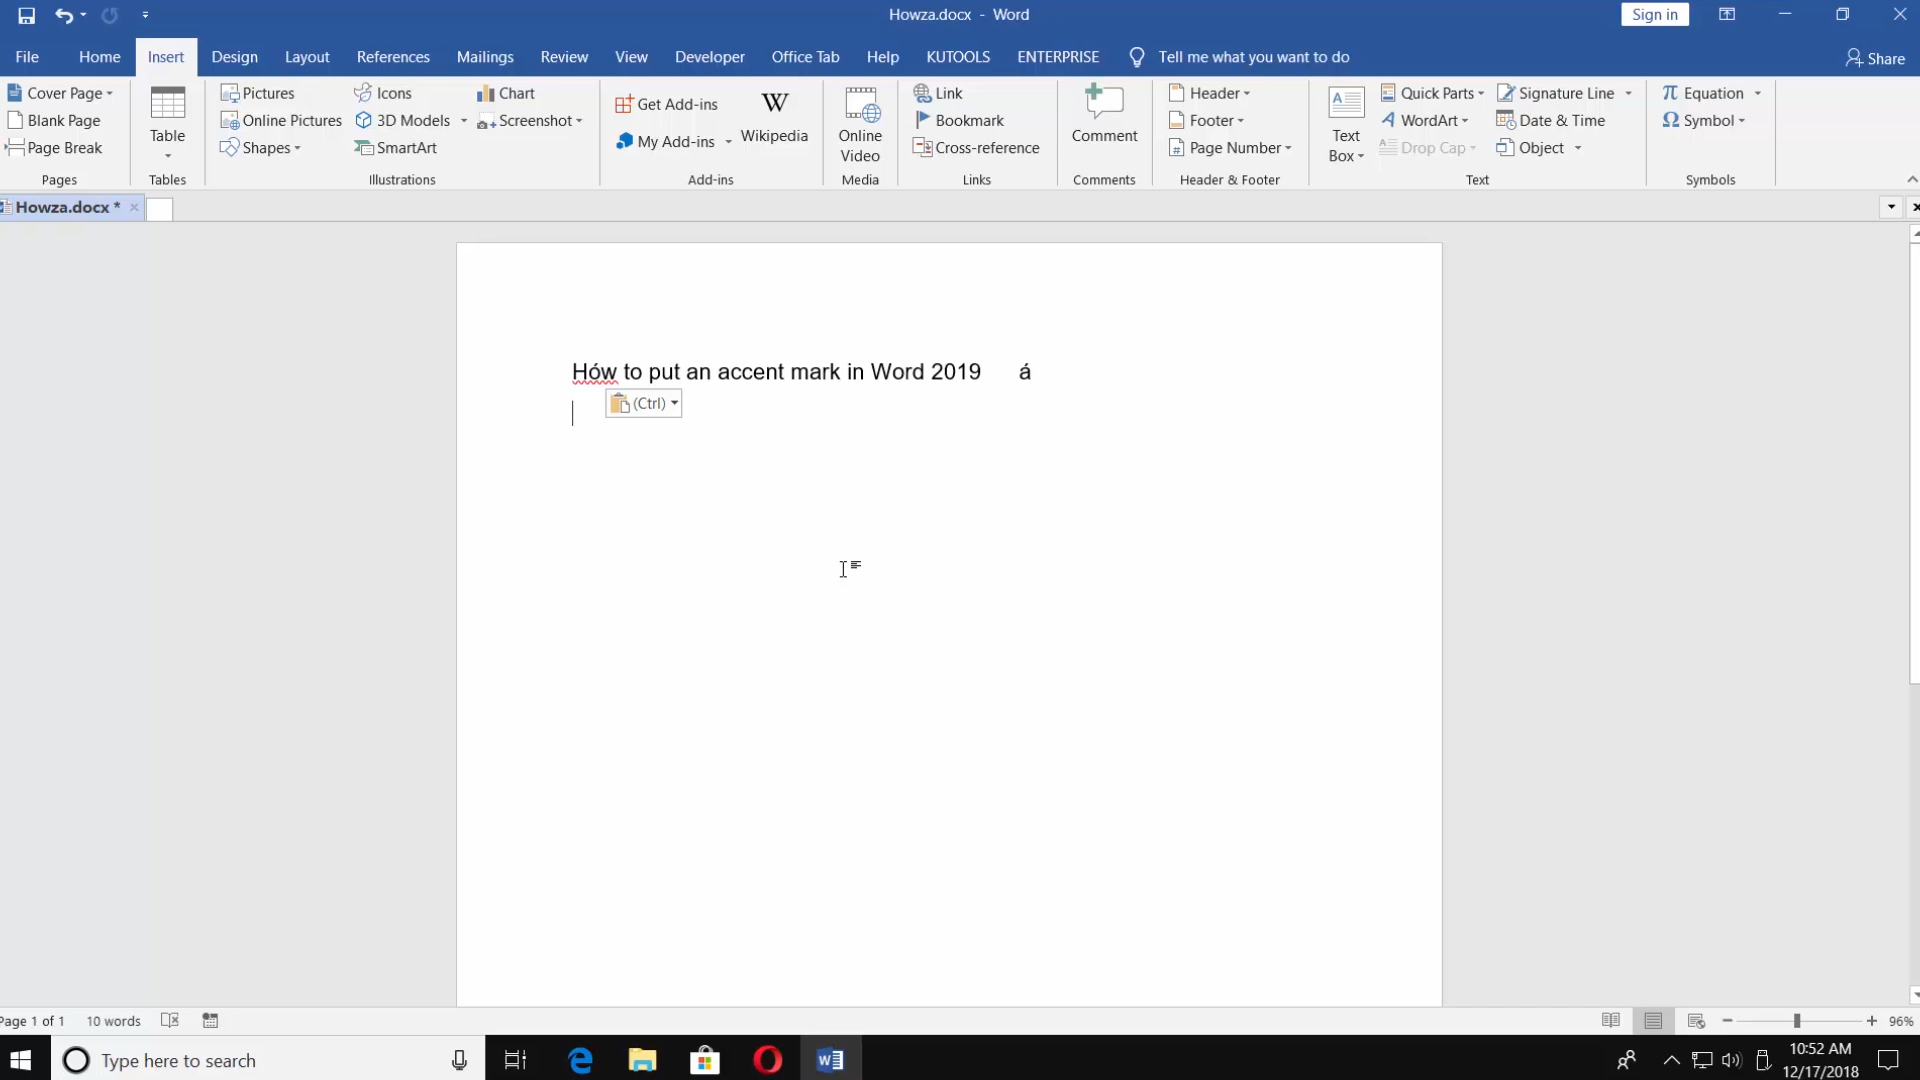 Howza.docx - Word
Sign in
File Home Insert Design Layout References Mailings Review View Developer Office Tab Help KUTOOLS ENTERPRISE Tell me what you want to do Share
Cover Page
Blank Page
Page Break
Pages
Table
Tables
Pictures
Online Pictures
Shapes
Icons
3D Models
SmartArt
Chart
Screenshot
Illustrations
Get Add-ins
My Add-ins
W
Wikipedia
Add-ins
Online
Video
Media
Link
Bookmark
Cross-reference
Links
Comment
Comments
Header
Footer
Page Number
Header & Footer
Text
Box
Quick Parts
WordArt
Drop Cap
Signature Line
Date & Time
Object
Text
π Equation
Ω Symbol
Symbols
Howza.docx *
Hów to put an accent mark in Word 2019 á
(Ctrl)
Page 1 of 1 10 words
96%
Type here to search
10:52 AM
12/17/2018